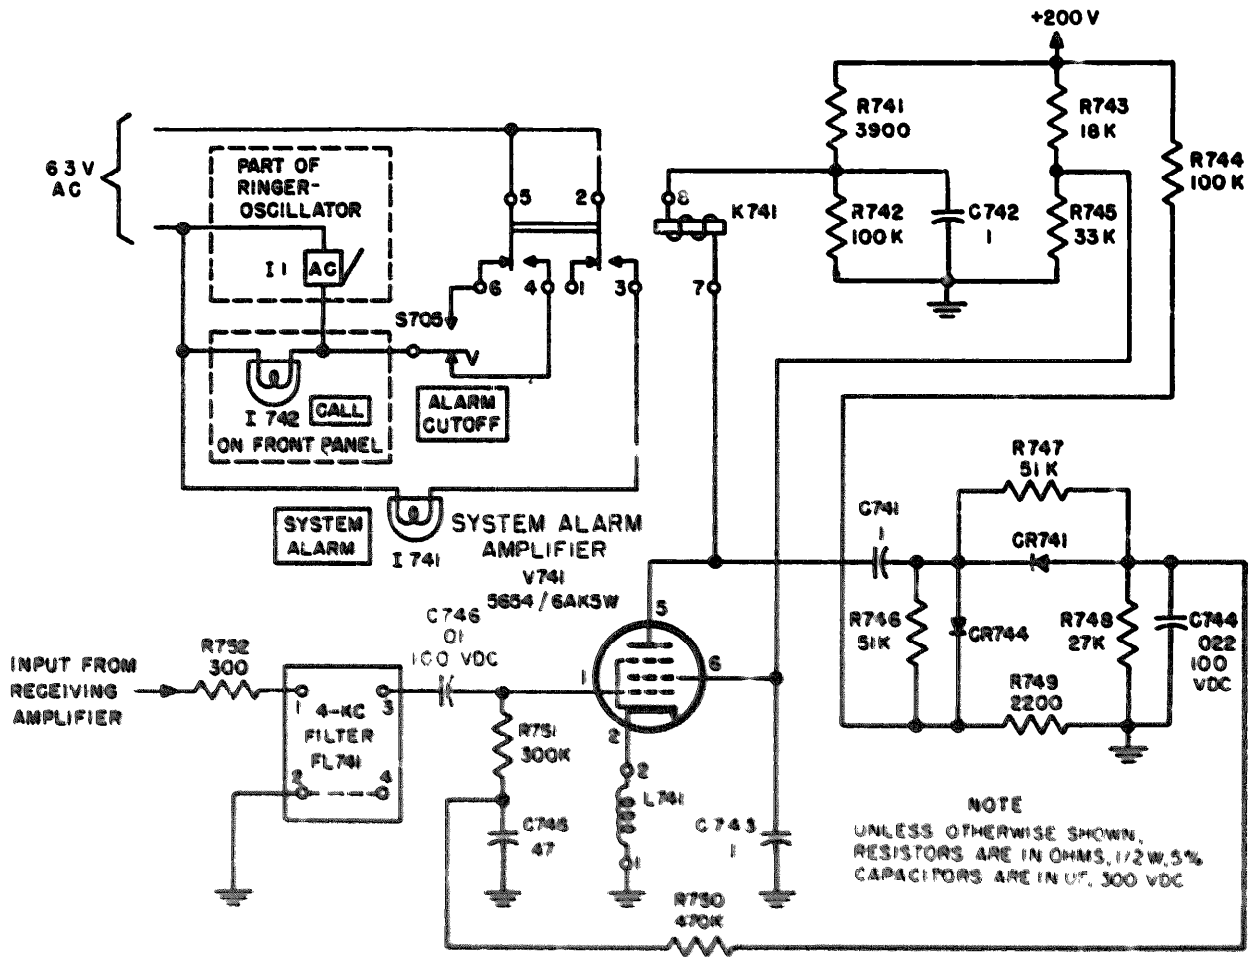 +200 V
6 3 V
AC
PART OF
RINGER-
OSCILLATOR
I 1
AC
5
2
6
4
1
3
S705
I 742
CALL
ON FRONT PANEL
ALARM
CUTOFF
SYSTEM
ALARM
I 741
8
K741
7
R741
3900
R742
100 K
C742
1
R743
18 K
R745
33 K
R744
100 K
R747
51 K
C741
1
CR741
R746
51K
CR744
R748
27K
C744
022
100
VDC
R749
2200
SYSTEM ALARM
AMPLIFIER
V741
5654 / 6AK5W
5
1
6
2
C746
01
100 VDC
R752
300
INPUT FROM
RECEIVING
AMPLIFIER
1
3
4-KC
FILTER
FL741
2
4
R751
300K
C745
47
2
L741
1
C743
1
R750
470K
NOTE
UNLESS OTHERWISE SHOWN,
RESISTORS ARE IN OHMS, 1/2 W, 5%
CAPACITORS ARE IN UF, 300 VDC